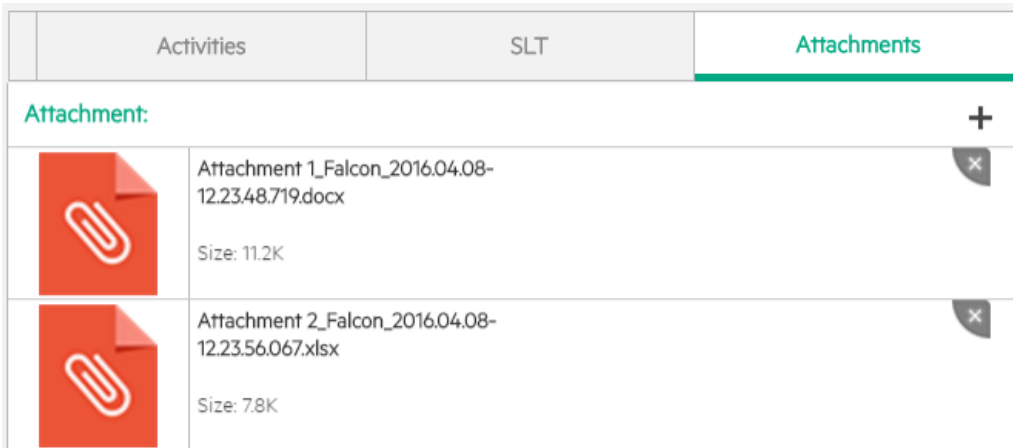 Activities SLT Attachments
Attachment:
Attachment 1_Falcon_2016.04.08-
12.23.48.719.docx
Size: 11.2K
Attachment 2_Falcon_2016.04.08-
12.23.56.067.xlsx
Size: 7.8K